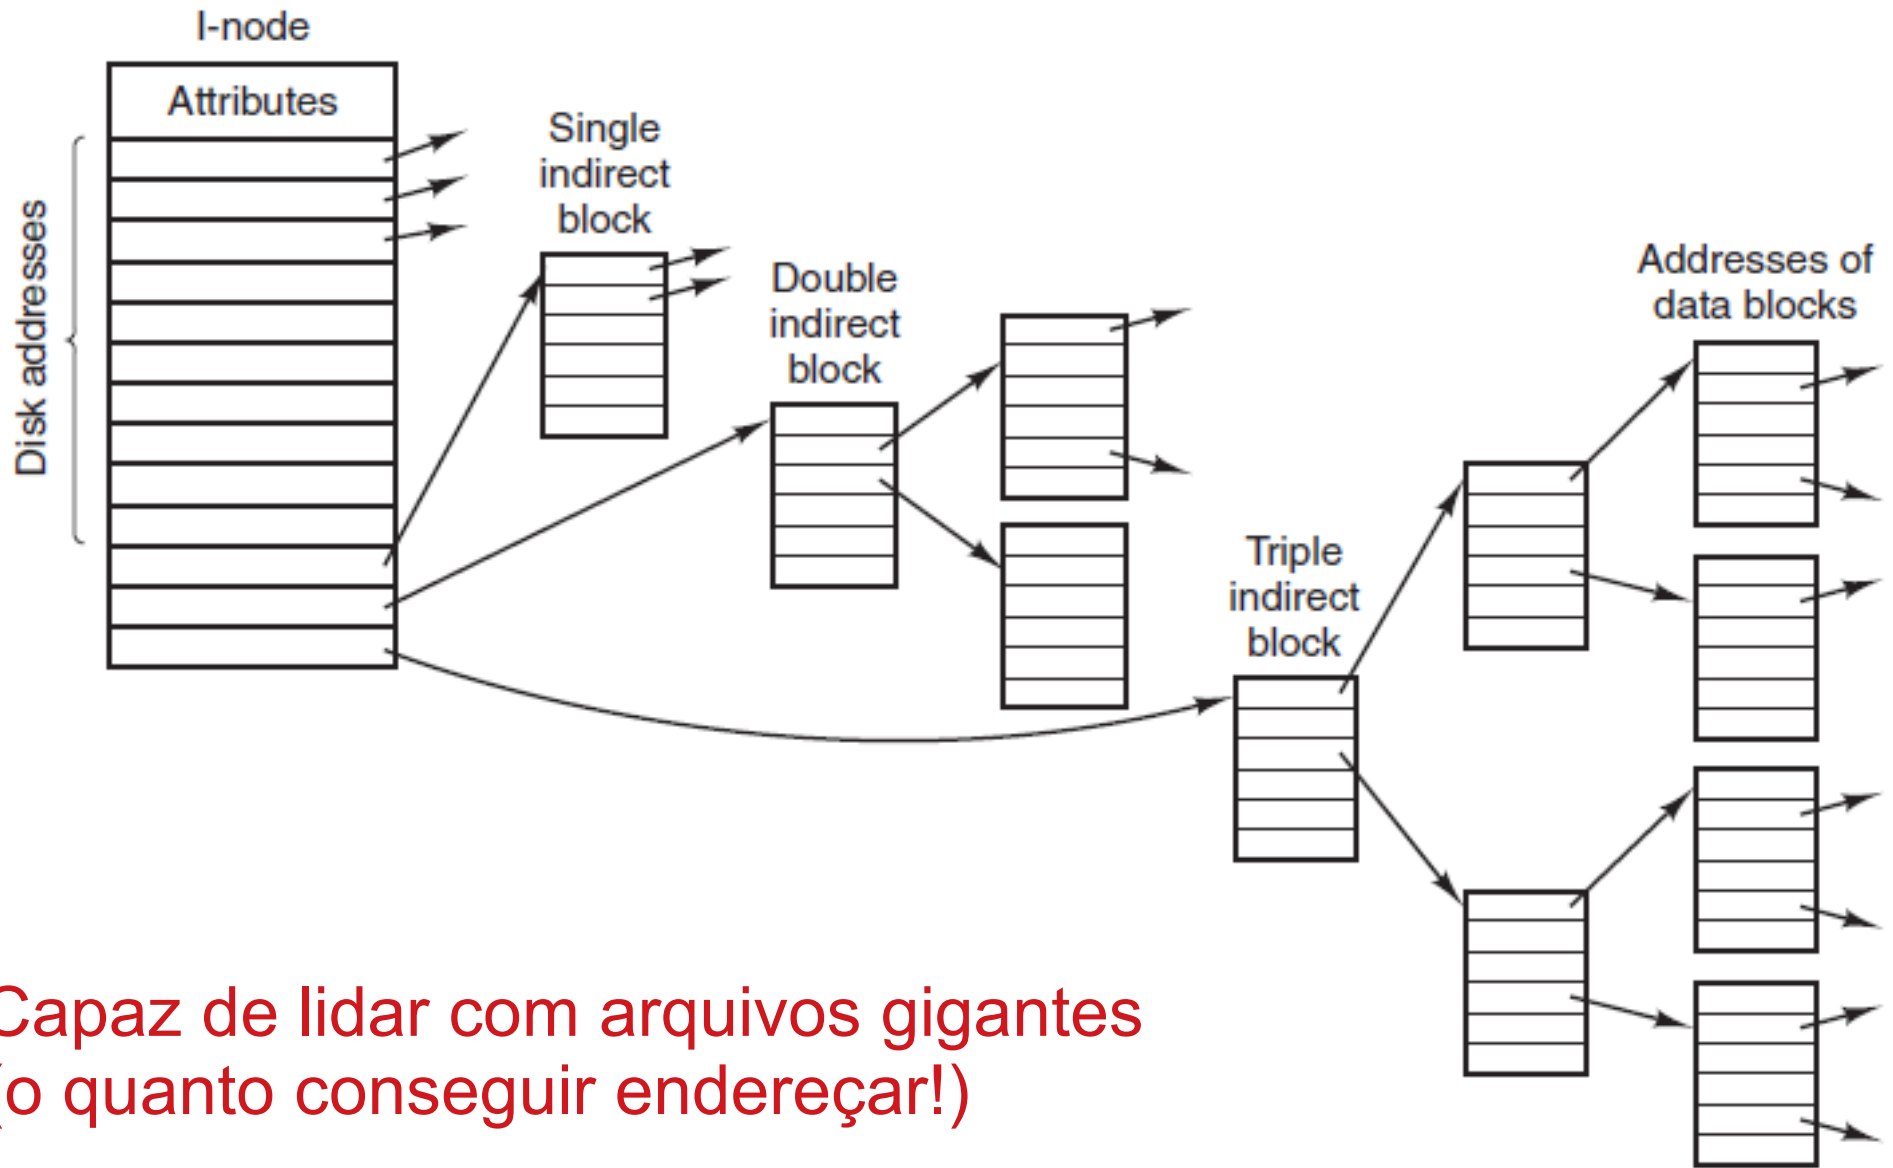 I-node
Attributes
Disk addresses
Single
indirect
block
Double
indirect
block
Triple
indirect
block
Addresses of
data blocks
Capaz de lidar com arquivos gigantes
(o quanto conseguir endereçar!)